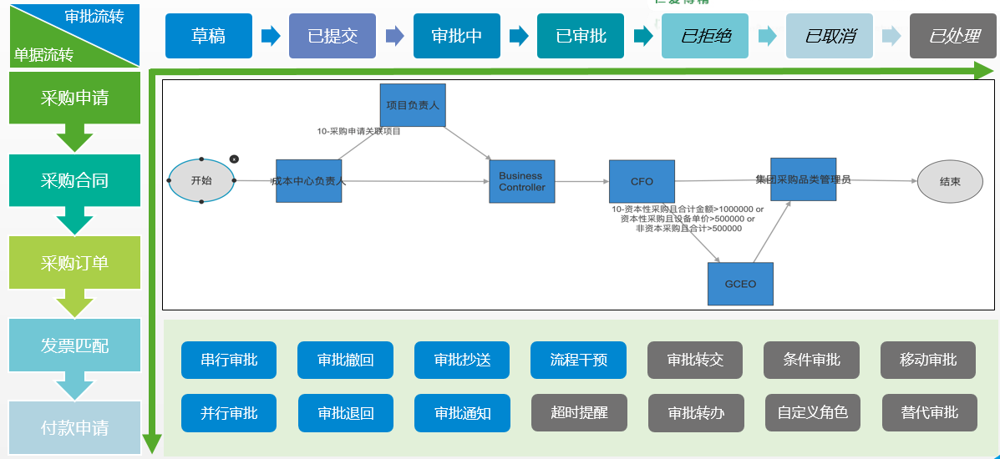 审批流转
单据流转
草稿
已提交
审批中
已审批
已拒绝
已取消
已处理
采购申请
采购合同
采购订单
发票匹配
付款申请
项目负责人
10-采购申请关联项目
x
开始
成本中心负责人
Business
Controller
CFO
集团采购品类管理员
结束
10-资本性采购且合计金额>1000000 or
资本性采购且设备单价>500000 or
非资本采购且合计>500000
GCEO
串行审批
审批撤回
审批抄送
流程干预
审批转交
条件审批
移动审批
并行审批
审批退回
审批通知
超时提醒
审批转办
自定义角色
替代审批